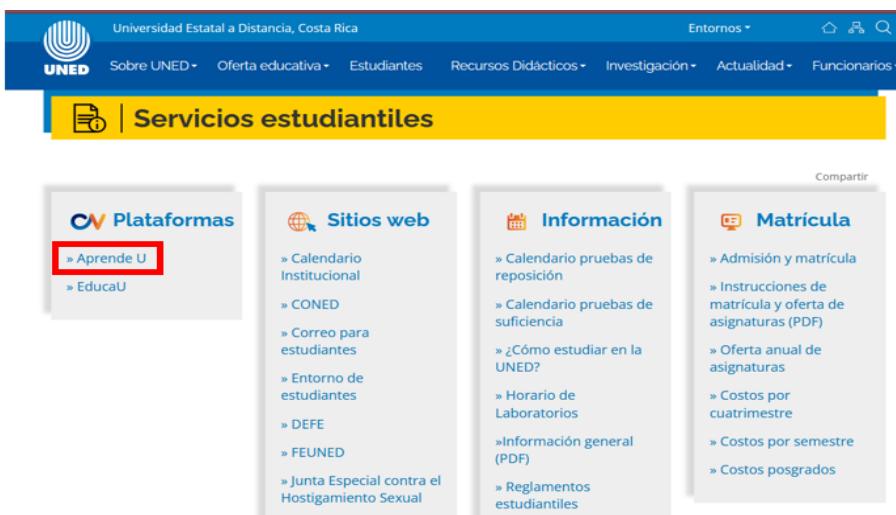 Universidad Estatal a Distancia, Costa Rica
Entornos
UNED
Sobre UNED
Oferta educativa
Estudiantes
Recursos Didácticos
Investigación
Actualidad
Funcionarios
Servicios estudiantiles
Compartir
Plataformas
» Aprende U
» EducaU
Sitios web
» Calendario
Institucional
» CONED
» Correo para
estudiantes
» Entorno de
estudiantes
» DEFE
» FEUNED
» Junta Especial contra el
Hostigamiento Sexual
Información
» Calendario pruebas de
reposición
» Calendario pruebas de
suficiencia
» ¿Cómo estudiar en la
UNED?
» Horario de
Laboratorios
»Información general
(PDF)
» Reglamentos
estudiantiles
Matrícula
» Admisión y matrícula
» Instrucciones de
matrícula y oferta de
asignaturas (PDF)
» Oferta anual de
asignaturas
» Costos por
cuatrimestre
» Costos por semestre
» Costos posgrados